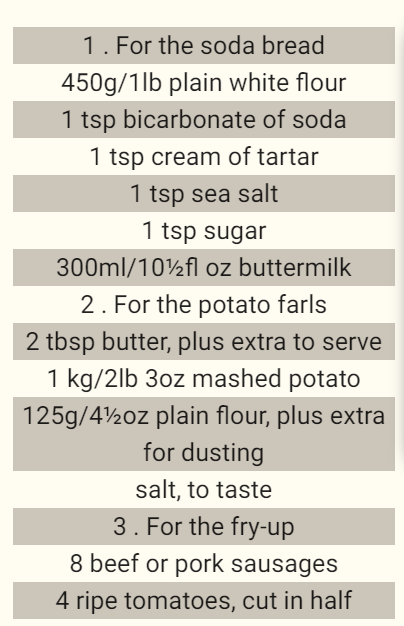 1 . For the soda bread
450g/1lb plain white flour
1 tsp bicarbonate of soda
1 tsp cream of tartar
1 tsp sea salt
1 tsp sugar
300ml/10½fl oz buttermilk
2 . For the potato farls
2 tbsp butter, plus extra to serve
1 kg/2lb 3oz mashed potato
125g/4½oz plain flour, plus extra
for dusting
salt, to taste
3 . For the fry-up
8 beef or pork sausages
4 ripe tomatoes, cut in half